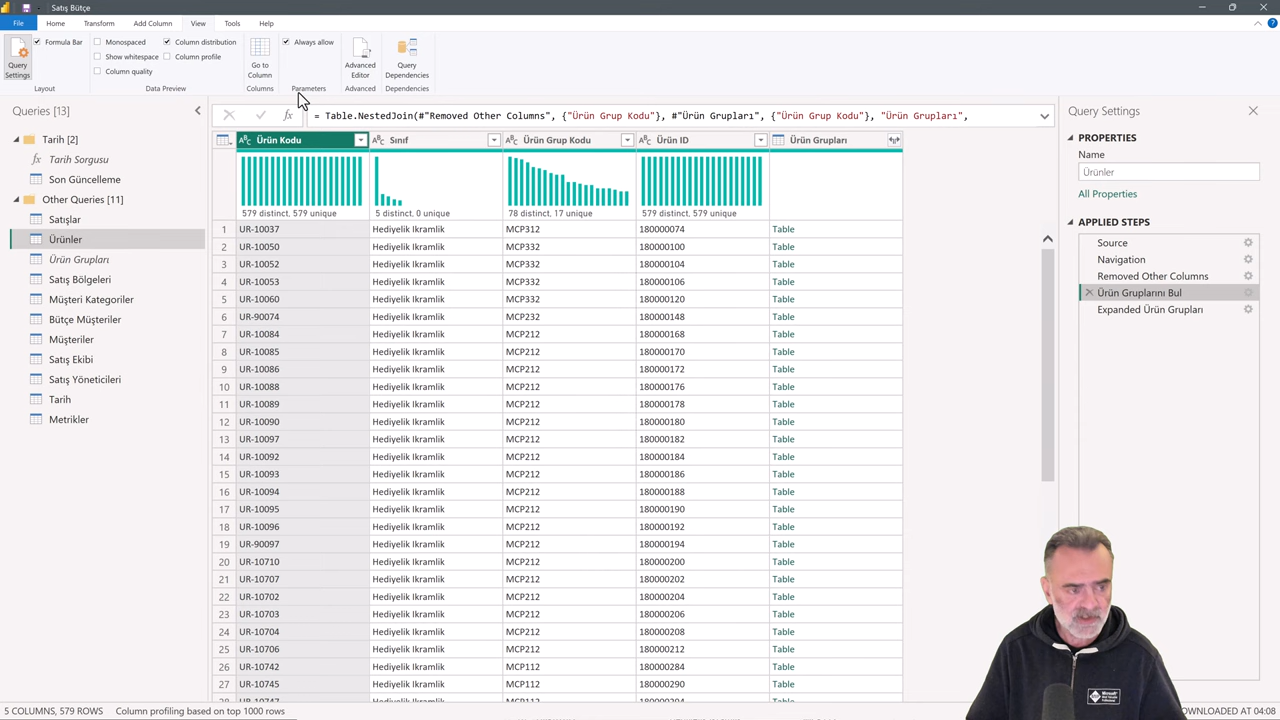 Satış Bütçe
File Home Transform Add Column View Tools Help
Query Settings
Formula Bar
Layout
Monospaced
Show whitespace
Column quality
Column distribution
Column profile
Data Preview
Go to Column
Columns
Always allow
Parameters
Advanced Editor
Advanced
Query Dependencies
Dependencies
Queries [13]
Tarih [2]
fx Tarih Sorgusu
Son Güncelleme
Other Queries [11]
Satışlar
Ürünler
Ürün Grupları
Satış Bölgeleri
Müşteri Kategoriler
Bütçe Müşteriler
Müşteriler
Satış Ekibi
Satış Yöneticileri
Tarih
Metrikler
fx = Table.NestedJoin(#"Removed Other Columns", {"Ürün Grup Kodu"}, #"Ürün Grupları", {"Ürün Grup Kodu"}, "Ürün Grupları",
Ürün Kodu Sınıf Ürün Grup Kodu Ürün ID Ürün Grupları
579 distinct, 579 unique 5 distinct, 0 unique 78 distinct, 17 unique 579 distinct, 579 unique
1 UR-10037 Hediyelik Ikramlik MCP312 180000074 Table
2 UR-10050 Hediyelik Ikramlik MCP332 180000100 Table
3 UR-10052 Hediyelik Ikramlik MCP332 180000104 Table
4 UR-10053 Hediyelik Ikramlik MCP332 180000106 Table
5 UR-10060 Hediyelik Ikramlik MCP332 180000120 Table
6 UR-90074 Hediyelik Ikramlik MCP232 180000148 Table
7 UR-10084 Hediyelik Ikramlik MCP212 180000168 Table
8 UR-10085 Hediyelik Ikramlik MCP212 180000170 Table
9 UR-10086 Hediyelik Ikramlik MCP212 180000172 Table
10 UR-10088 Hediyelik Ikramlik MCP212 180000176 Table
11 UR-10089 Hediyelik Ikramlik MCP212 180000178 Table
12 UR-10090 Hediyelik Ikramlik MCP212 180000180 Table
13 UR-10097 Hediyelik Ikramlik MCP212 180000182 Table
14 UR-10092 Hediyelik Ikramlik MCP212 180000184 Table
15 UR-10093 Hediyelik Ikramlik MCP212 180000186 Table
16 UR-10094 Hediyelik Ikramlik MCP212 180000188 Table
17 UR-10095 Hediyelik Ikramlik MCP212 180000190 Table
18 UR-10096 Hediyelik Ikramlik MCP212 180000192 Table
19 UR-90097 Hediyelik Ikramlik MCP212 180000194 Table
20 UR-10710 Hediyelik Ikramlik MCP212 180000200 Table
21 UR-10707 Hediyelik Ikramlik MCP212 180000202 Table
22 UR-10702 Hediyelik Ikramlik MCP212 180000204 Table
23 UR-10703 Hediyelik Ikramlik MCP212 180000206 Table
24 UR-10704 Hediyelik Ikramlik MCP212 180000208 Table
25 UR-10706 Hediyelik Ikramlik MCP212 180000212 Table
26 UR-10742 Hediyelik Ikramlik MCP112 180000284 Table
27 UR-10745 Hediyelik Ikramlik MCP112 180000290 Table
Query Settings
PROPERTIES
Name
Ürünler
All Properties
APPLIED STEPS
Source
Navigation
Removed Other Columns
Ürün Gruplarını Bul
Expanded Ürün Grupları
5 COLUMNS, 579 ROWS Column profiling based on top 1000 rows
DOWNLOADED AT 04:08